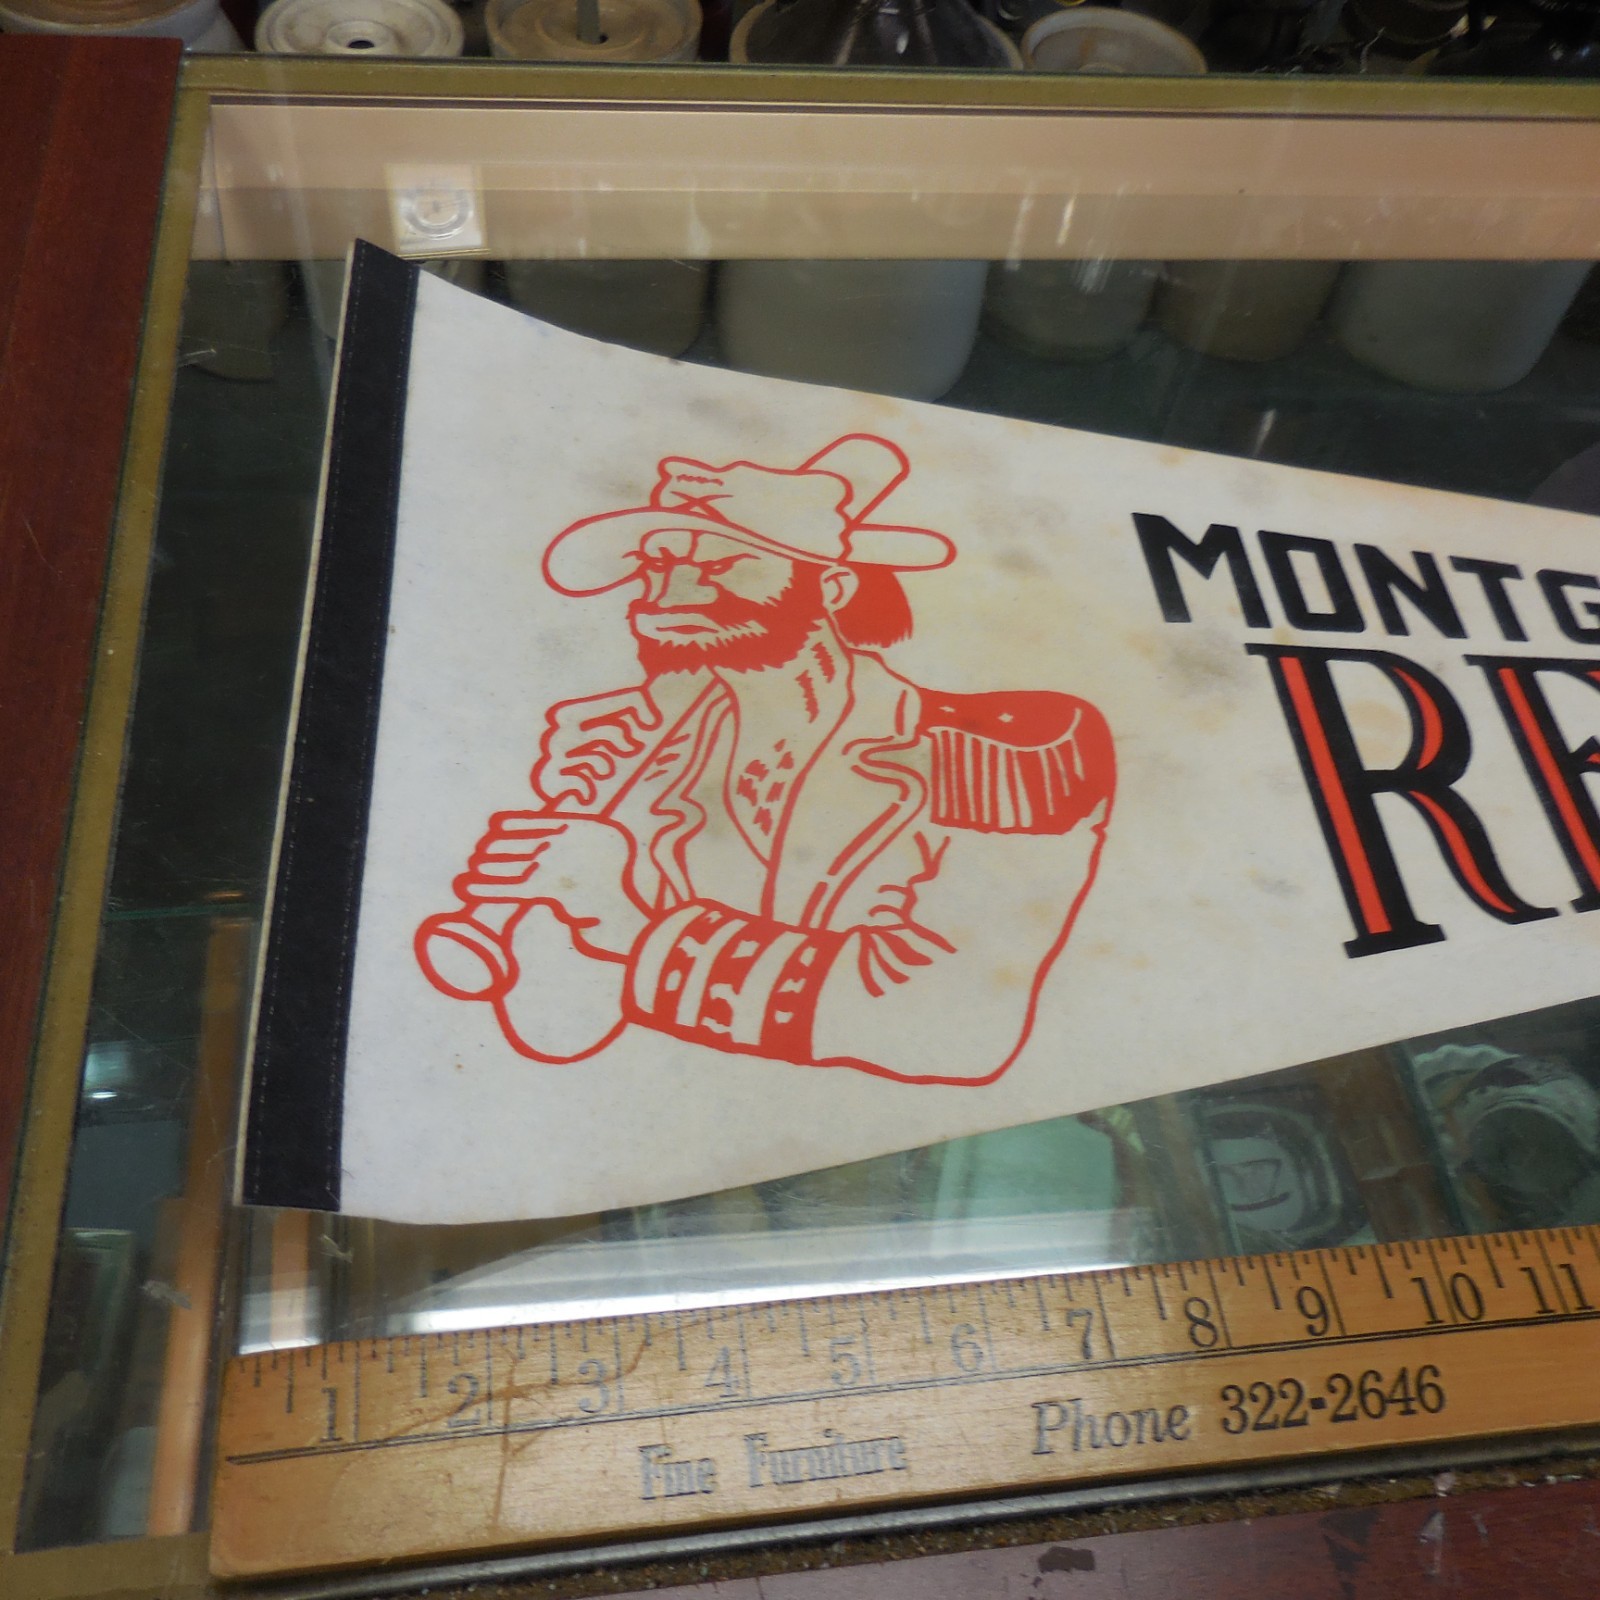 MONTG
RE
1 2 3 4 5 6 7 8 9 10 11
Fine Furniture Phone 322-2646